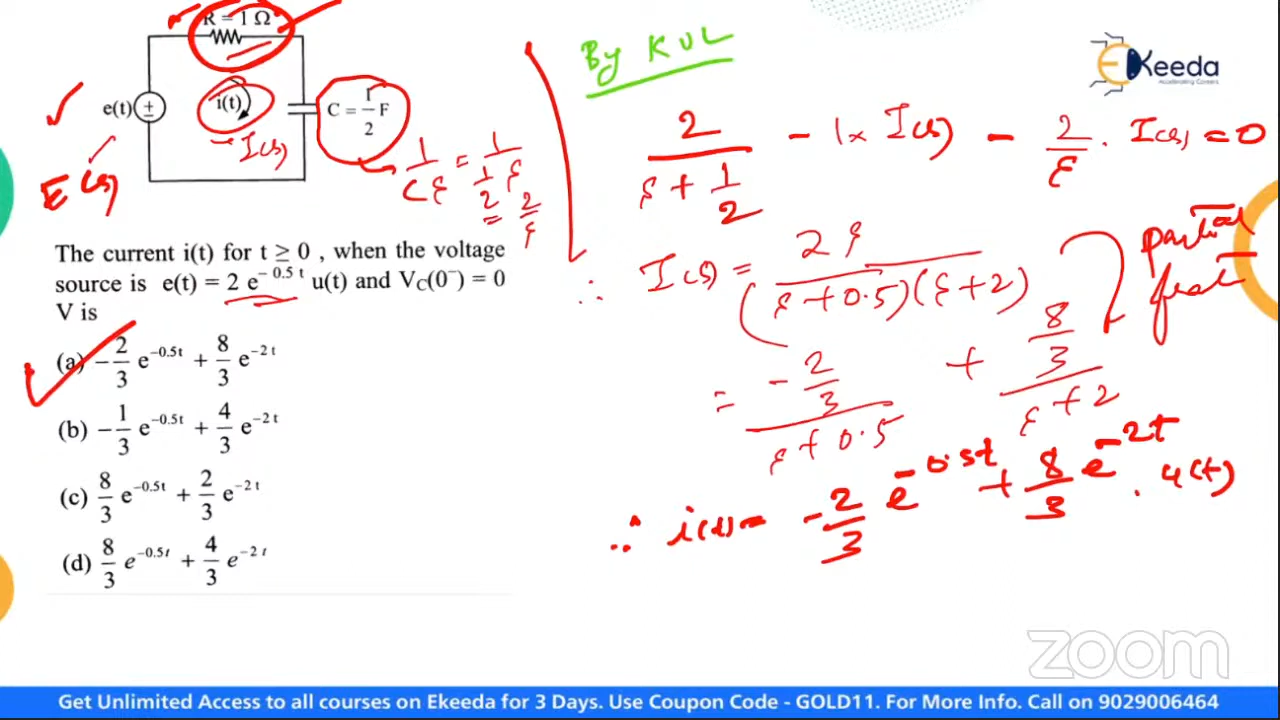 R = 1 Ω
e(t)
i(t)
C = 1/2 F
I(s)
E(s)
1/Cs = 1/(1/2 s)
= 2/s
The current i(t) for t ≥ 0 , when the voltage
source is e(t) = 2 e^{− 0.5 t} u(t) and V_C(0^−) = 0
V is
(a) − 2/3 e^{−0.5t} + 8/3 e^{−2 t}
(b) − 1/3 e^{−0.5t} + 4/3 e^{−2 t}
(c) 8/3 e^{−0.5t} + 2/3 e^{−2 t}
(d) 8/3 e^{−0.5t} + 4/3 e^{−2 t}
By KVL
2/(s + 1/2) − 1 × I(s) − 2/s . I(s) = 0
∴ I(s) = 2s/((s + 0.5)(s + 2))
partial
fract
= (−2/3)/(s + 0.5) + (8/3)/(s + 2)
∴ i(t) = −2/3 e^{−0.5t} + 8/3 e^{−2t} . u(t)
Ekeeda
zoom
Get Unlimited Access to all courses on Ekeeda for 3 Days. Use Coupon Code - GOLD11. For More Info. Call on 9029006464